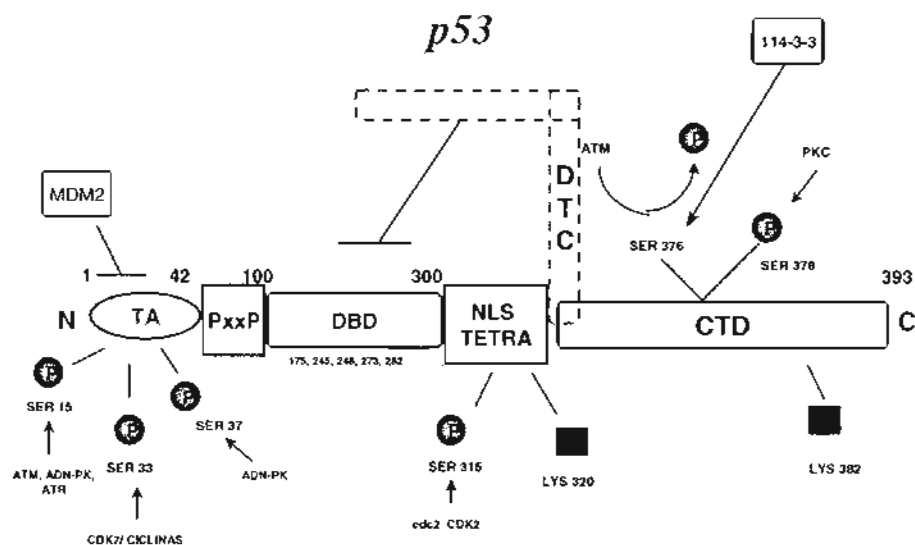 p53
114-3-3
ATM
P
PKC
DTC
MDM2
P
SER 376
SER 378
1
42
100
300
393
N
TA
PxxP
DBD
NLS
TETRA
CTD
C
175, 245, 248, 273, 282
P
P
P
P
SER 15
SER 37
SER 33
SER 315
LYS 320
LYS 382
ATM, ADN-PK,
ATR
ADN-PK
cdc2 CDK2
CDK7/ CICLINAS